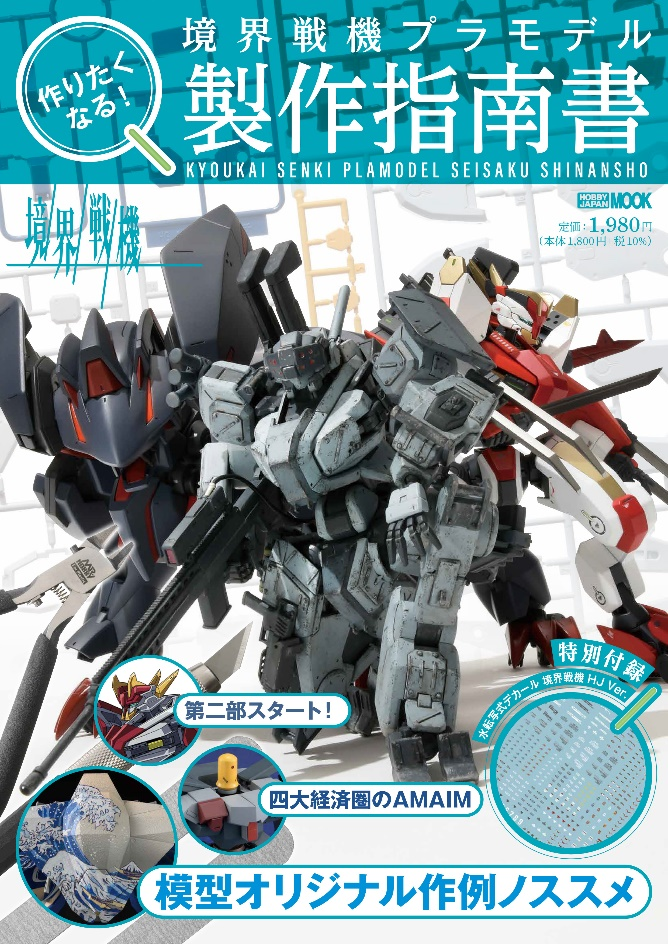 作りたく
なる！
境界戦機プラモデル
製作指南書
KYOUKAI SENKI PLAMODEL SEISAKU SHINANSHO
HOBBY
JAPAN MOOK
定価：1,980円
（本体1,800円＋税10%）
境界戦機
特別付録
水転写式デカール 境界戦機 HJ Ver.
第二部スタート！
四大経済圏のAMAIM
模型オリジナル作例ノススメ